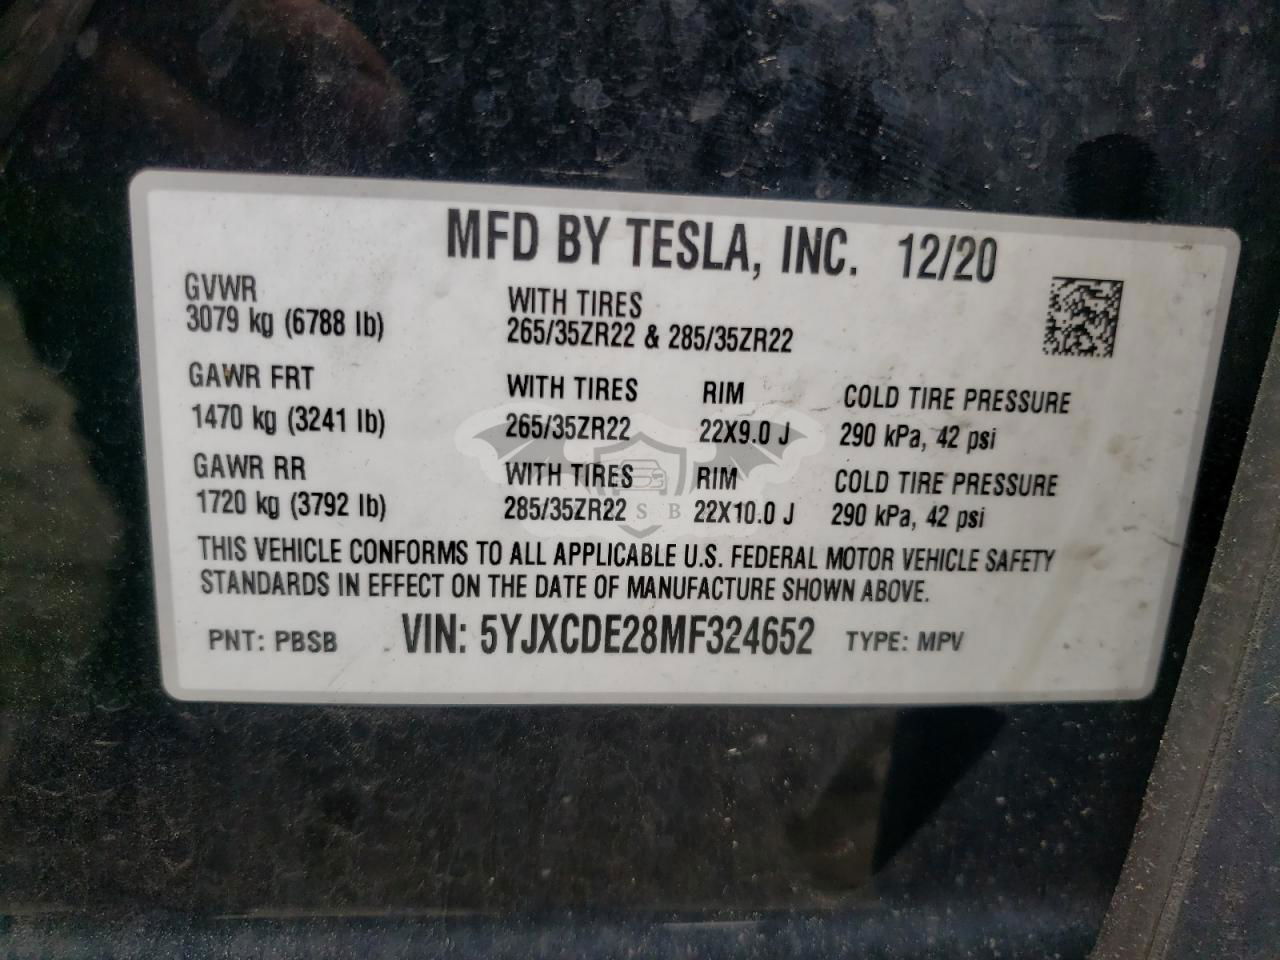 MFD BY TESLA, INC. 12/20
GVWR
3079 kg (6788 lb)
WITH TIRES
265/35ZR22 & 285/35ZR22
GAWR FRT WITH TIRES RIM COLD TIRE PRESSURE
1470 kg (3241 lb) 265/35ZR22 22X9.0 J 290 kPa, 42 psi
GAWR RR WITH TIRES RIM COLD TIRE PRESSURE
1720 kg (3792 lb) 285/35ZR22 22X10.0 J 290 kPa, 42 psi
S B
THIS VEHICLE CONFORMS TO ALL APPLICABLE U.S. FEDERAL MOTOR VEHICLE SAFETY
STANDARDS IN EFFECT ON THE DATE OF MANUFACTURE SHOWN ABOVE.
PNT: PBSB VIN: 5YJXCDE28MF324652 TYPE: MPV